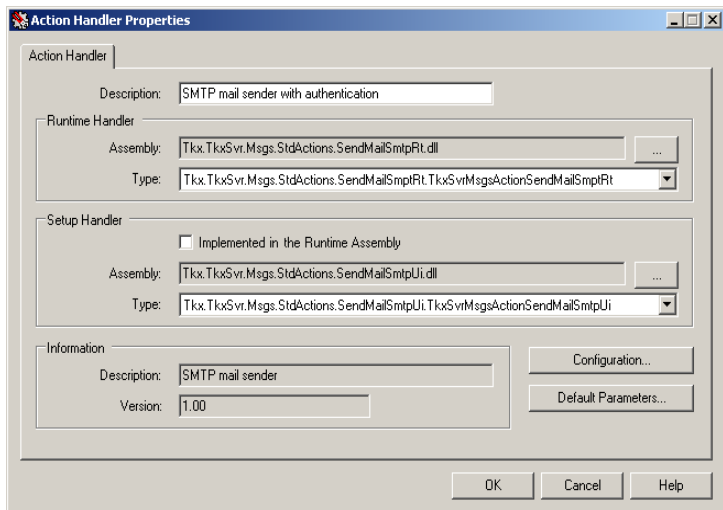 Action Handler Properties
Action Handler
Description: SMTP mail sender with authentication
Runtime Handler
Assembly: Tkx.TkxSvr.Msgs.StdActions.SendMailSmtpRt.dll ...
Type: Tkx.TkxSvr.Msgs.StdActions.SendMailSmptRt.TkxSvrMsgsActionSendMailSmptRt
Setup Handler
Implemented in the Runtime Assembly
Assembly: Tkx.TkxSvr.Msgs.StdActions.SendMailSmtpUi.dll ...
Type: Tkx.TkxSvr.Msgs.StdActions.SendMailSmtpUi.TkxSvrMsgsActionSendMailSmtpUi
Information
Description: SMTP mail sender
Version: 1.00
Configuration...
Default Parameters...
OK Cancel Help